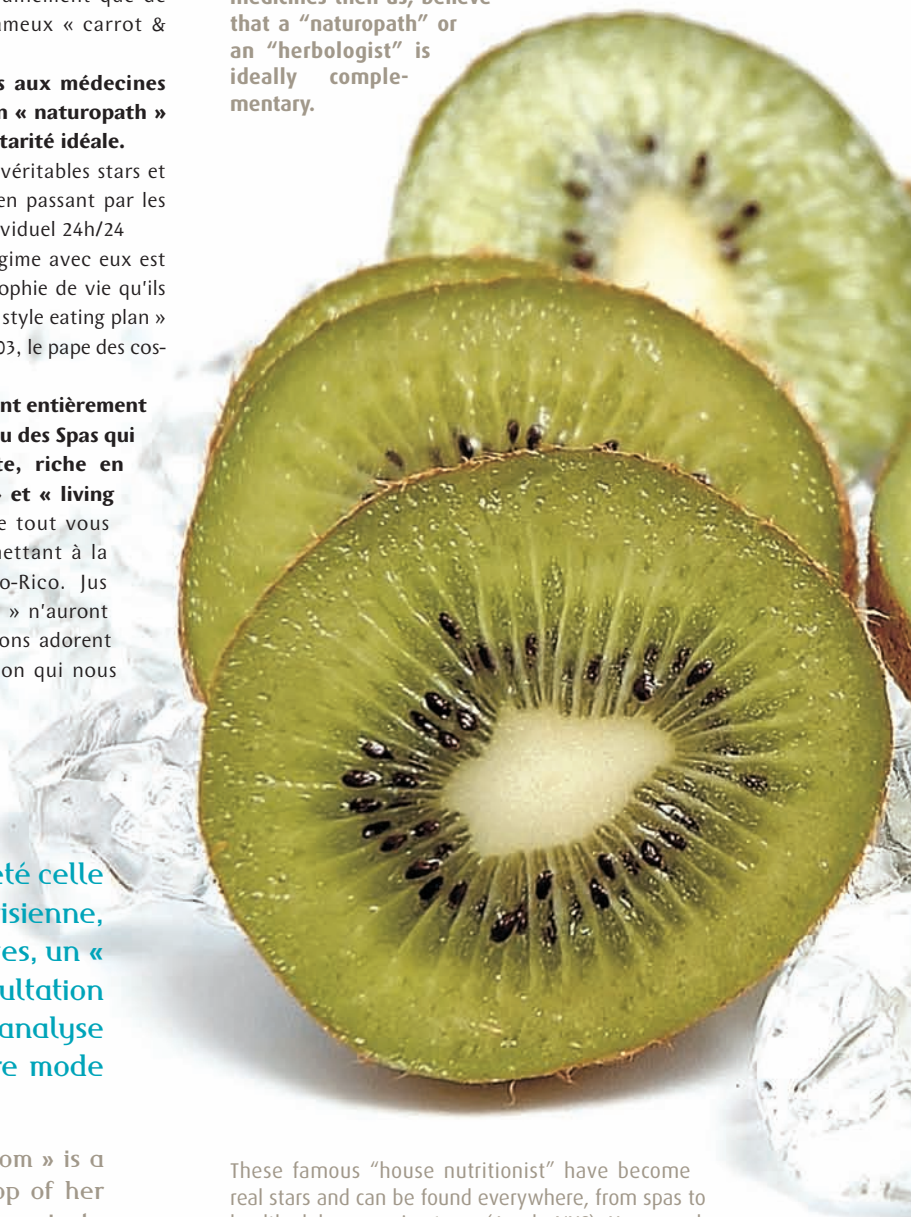 ameux « carrot &
s aux médecines
n « naturopath »
tarité idéale.
véritables stars et
en passant par les
viduel 24h/24
gime avec eux est
ophie de vie qu'ils
style eating plan »
03, le pape des cos-
nt entièrement
u des Spas qui
te, riche en
» et « living
e tout vous
nettant à la
o-Rico. Jus
» n'auront
ons adorent
on qui nous
été celle
isienne,
es, un «
ultation
analyse
re mode
om » is a
op of her
medicines then us, believe
that a “naturopath” or
an “herbologist” is
ideally comple-
mentary.
These famous “house nutritionist” have become
real stars and can be found everywhere, from spas to